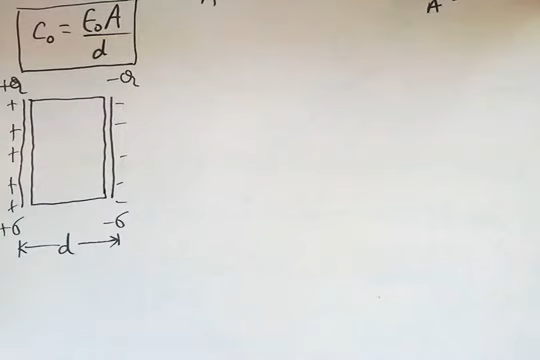 C₀ = ε₀A / d
+Q -Q
+ -
+ -
+ -
+ -
+ -
+σ -σ
d